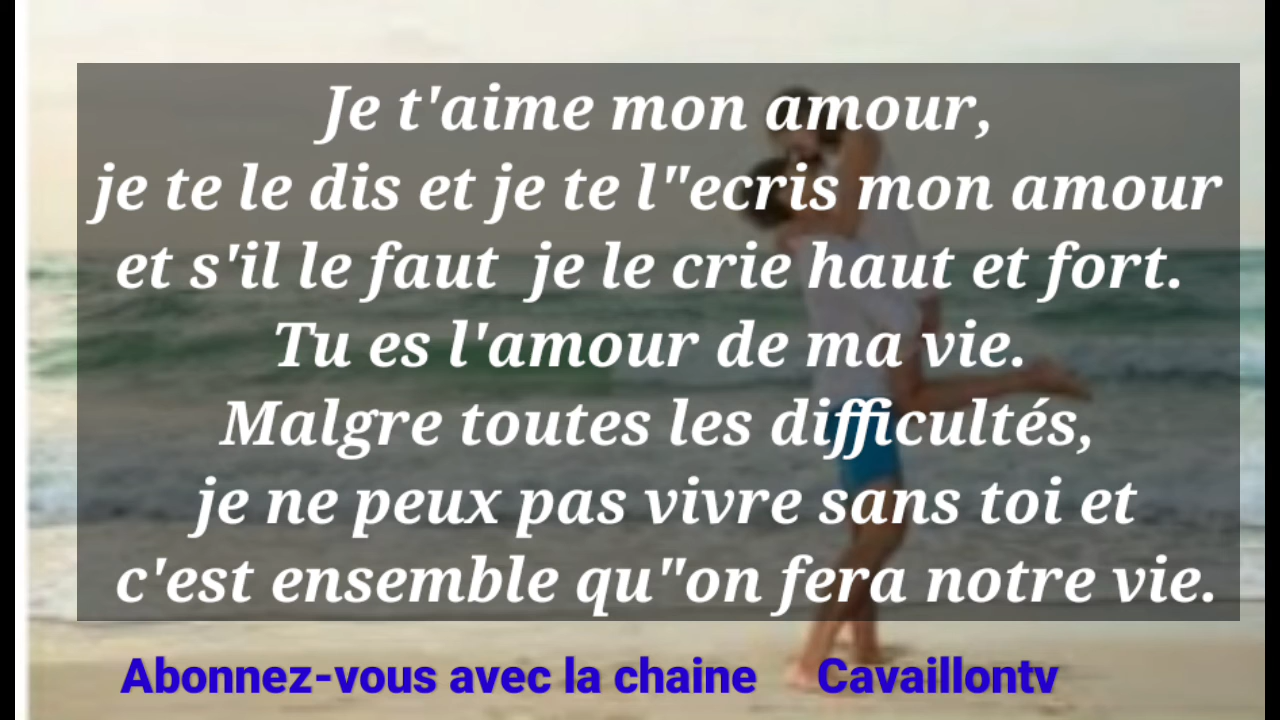 Je t'aime mon amour,
je te le dis et je te l"ecris mon amour
et s'il le faut  je le crie haut et fort.
Tu es l'amour de ma vie.
Malgre toutes les difficultés,
je ne peux pas vivre sans toi et
c'est ensemble qu"on fera notre vie.
Abonnez-vous avec la chaine Cavaillontv